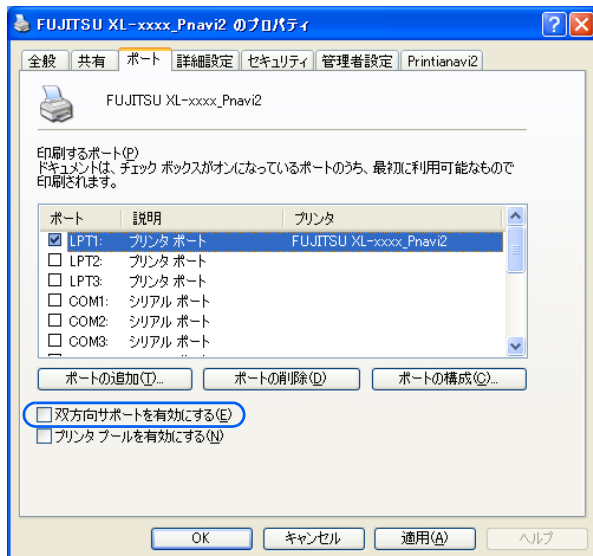 FUJITSU XL-xxxx_Pnavi2 のプロパティ
全般 共有 ポート 詳細設定 セキュリティ 管理者設定 Printianavi2
FUJITSU XL-xxxx_Pnavi2
印刷するポート(P)
ドキュメントは、チェック ボックスがオンになっているポートのうち、最初に利用可能なもので
印刷されます。
ポート 説明 プリンタ
LPT1: プリンタ ポート FUJITSU XL-xxxx_Pnavi2
LPT2: プリンタ ポート
LPT3: プリンタ ポート
COM1: シリアル ポート
COM2: シリアル ポート
COM3: シリアル ポート
ポートの追加(T)... ポートの削除(D) ポートの構成(C)...
双方向サポートを有効にする(E)
プリンタ プールを有効にする(N)
OK キャンセル 適用(A) ヘルプ